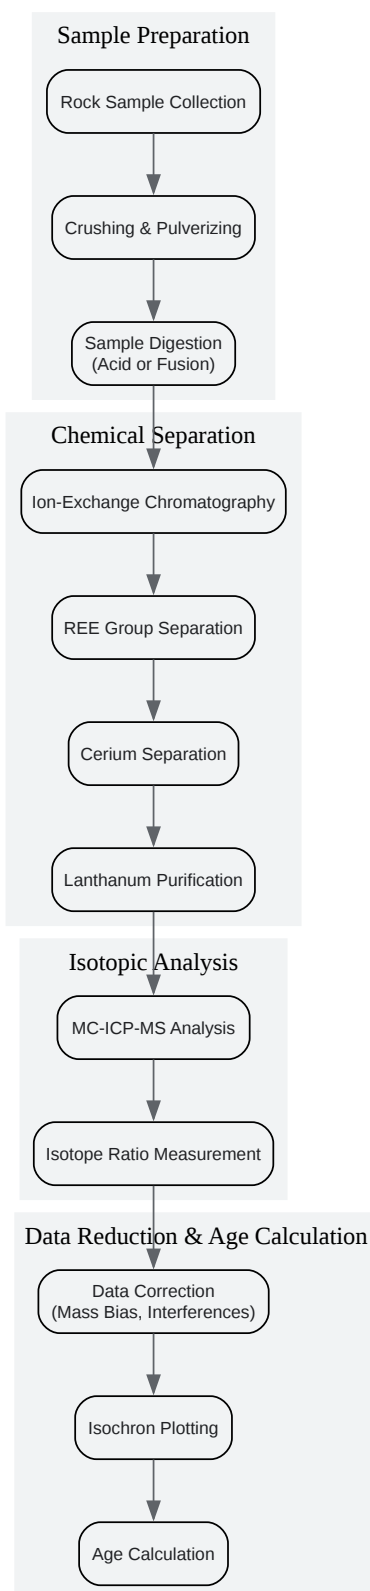 Sample Preparation
Rock Sample Collection
Crushing & Pulverizing
Sample Digestion
(Acid or Fusion)
Chemical Separation
Ion-Exchange Chromatography
REE Group Separation
Cerium Separation
Lanthanum Purification
Isotopic Analysis
MC-ICP-MS Analysis
Isotope Ratio Measurement
Data Reduction & Age Calculation
Data Correction
(Mass Bias, Interferences)
Isochron Plotting
Age Calculation